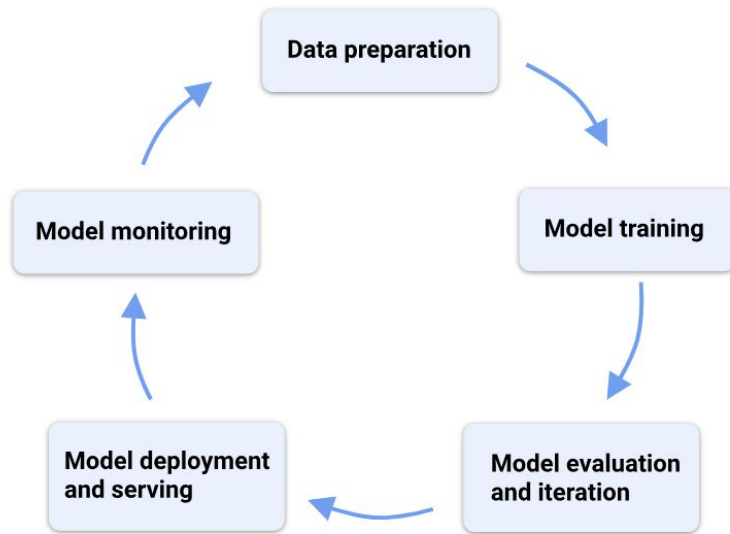 Data preparation
Model monitoring
Model training
Model deployment
and serving
Model evaluation
and iteration